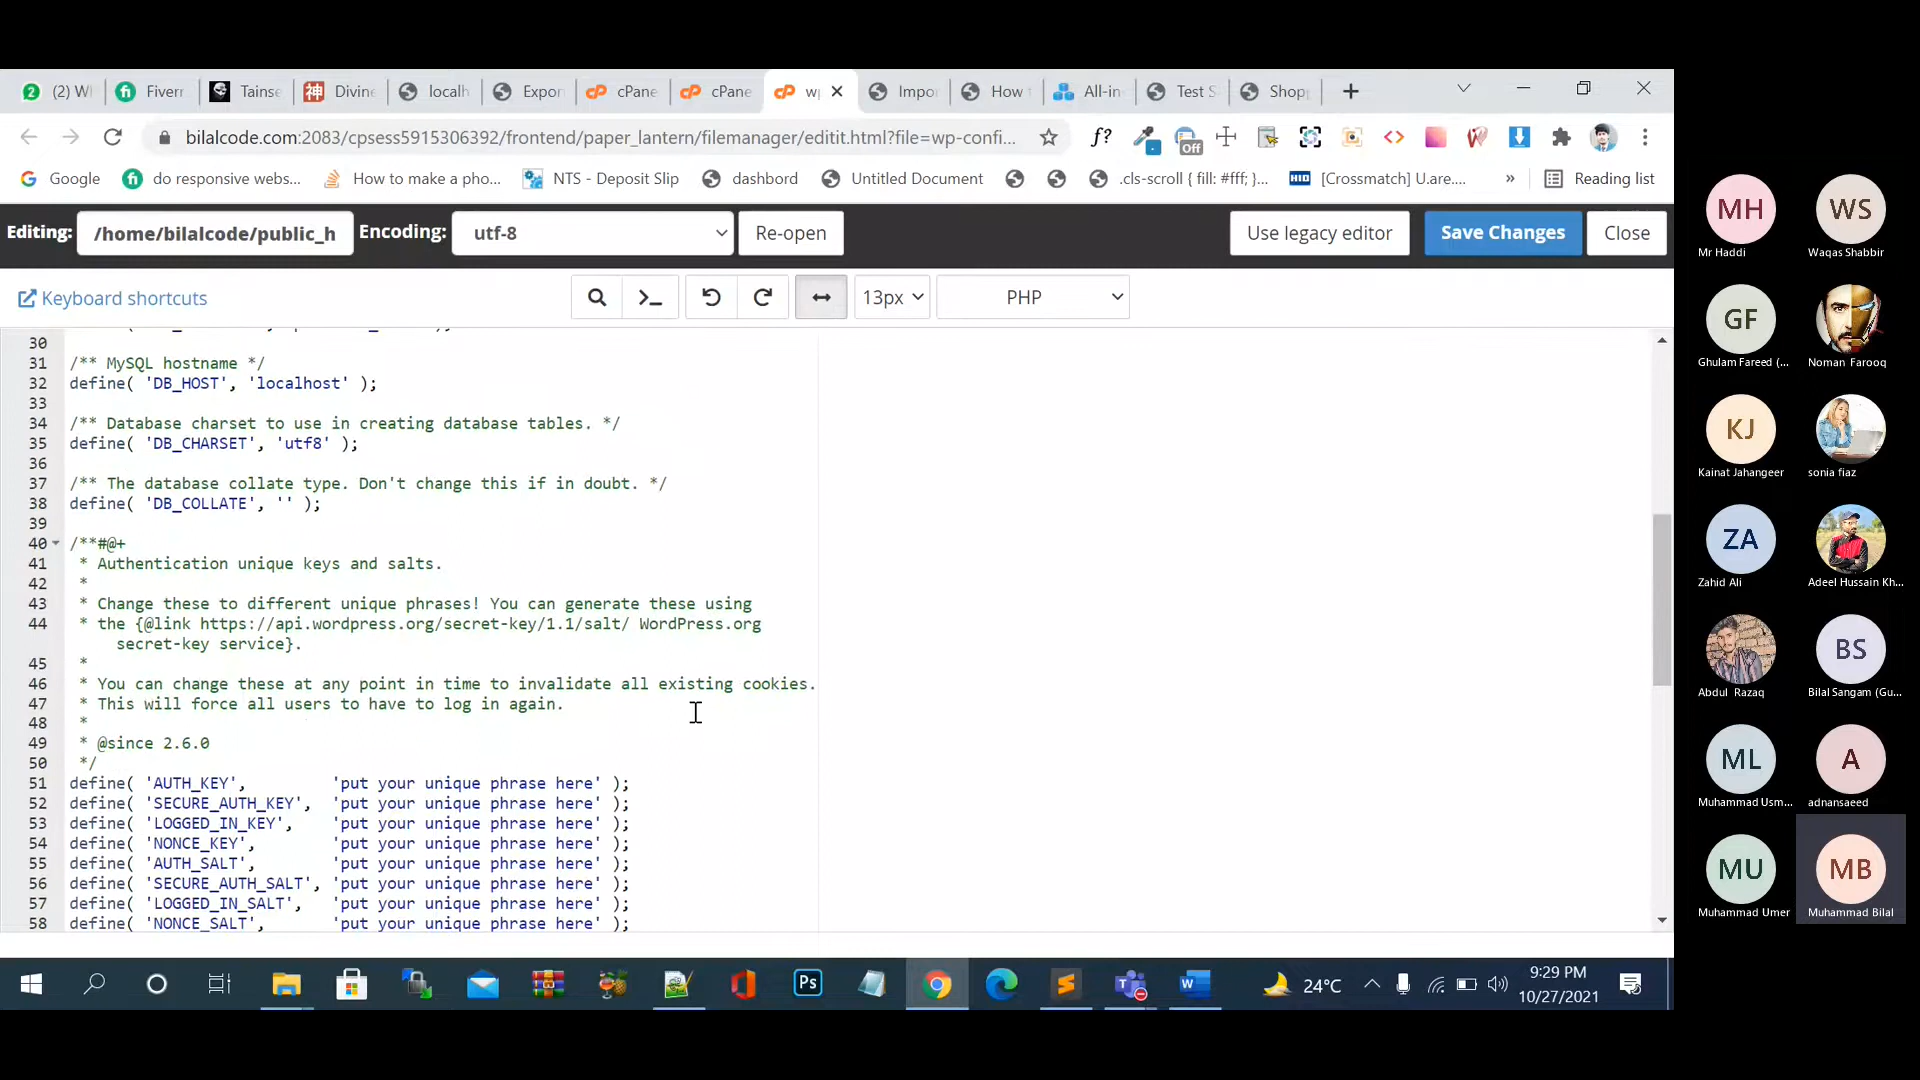 (2) W
Fiverr
Tainse
Divine
localh
Expor
cPane
cPane
wp
Impo
How t
All-in
Test S
Shop
bilalcode.com:2083/cpsess5915306392/frontend/paper_lantern/filemanager/editit.html?file=wp-confi...
f?
Off
Google
do responsive webs...
How to make a pho...
NTS - Deposit Slip
dashbord
Untitled Document
.cls-scroll { fill: #fff; }...
HID
[Crossmatch] U.are....
»
Reading list
Editing:
/home/bilalcode/public_h
Encoding:
utf-8
Re-open
Use legacy editor
Save Changes
Close
Keyboard shortcuts
13px
PHP
30
31 /** MySQL hostname */
32 define( 'DB_HOST', 'localhost' );
33
34 /** Database charset to use in creating database tables. */
35 define( 'DB_CHARSET', 'utf8' );
36
37 /** The database collate type. Don't change this if in doubt. */
38 define( 'DB_COLLATE', '' );
39
40 /**#@+
41 * Authentication unique keys and salts.
42 *
43 * Change these to different unique phrases! You can generate these using
44 * the {@link https://api.wordpress.org/secret-key/1.1/salt/ WordPress.org
secret-key service}.
45 *
46 * You can change these at any point in time to invalidate all existing cookies.
47 * This will force all users to have to log in again.
48 *
49 * @since 2.6.0
50 */
51 define( 'AUTH_KEY', 'put your unique phrase here' );
52 define( 'SECURE_AUTH_KEY', 'put your unique phrase here' );
53 define( 'LOGGED_IN_KEY', 'put your unique phrase here' );
54 define( 'NONCE_KEY', 'put your unique phrase here' );
55 define( 'AUTH_SALT', 'put your unique phrase here' );
56 define( 'SECURE_AUTH_SALT', 'put your unique phrase here' );
57 define( 'LOGGED_IN_SALT', 'put your unique phrase here' );
58 define( 'NONCE_SALT', 'put your unique phrase here' );
Ps
24°C
9:29 PM
10/27/2021
MH
Mr Haddi
WS
Waqas Shabbir
GF
Ghulam Fareed (...
Noman Farooq
KJ
Kainat Jahangeer
sonia fiaz
ZA
Zahid Ali
Adeel Hussain Kh...
Abdul Razaq
BS
Bilal Sangam (Gu...
ML
Muhammad Usm...
A
adnansaeed
MU
Muhammad Umer
MB
Muhammad Bilal